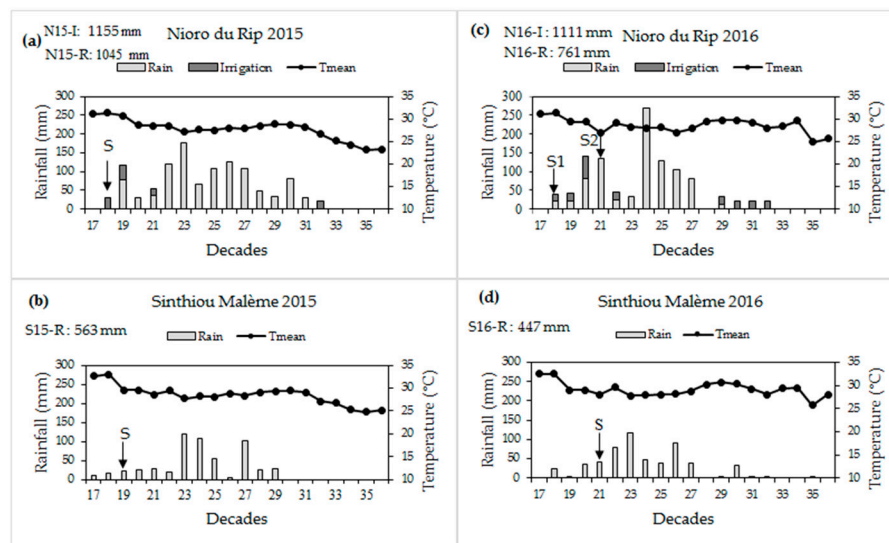 (a)
N15-I: 1155 mm
N15-R: 1045 mm
Nioro du Rip 2015
Rain Irrigation Tmean
Rainfall (mm)
300
250
200
150
100
50
0
S
35
30
25
20
15
10
Temperature (°C)
17 19 21 23 25 27 29 31 33 35
Decades
(c)
N16-I : 1111 mm
N16-R: 761 mm
Nioro du Rip 2016
Rain Irrigation Tmean
Rainfall (mm)
300
250
200
150
100
50
0
S1
S2
35
30
25
20
15
10
Temperature (°C)
17 19 21 23 25 27 29 31 33 35
Decades
(b)
Sinthiou Malème 2015
S15-R : 563 mm
Rain Tmean
Rainfall (mm)
300
250
200
150
100
50
0
S
35
30
25
20
15
10
Temperature (°C)
17 19 21 23 25 27 29 31 33 35
Decades
(d)
Sinthiou Malème 2016
S16-R : 447 mm
Rain Tmean
Rainfall (mm)
300
250
200
150
100
50
0
S
35
30
25
20
15
10
Temperature (°C)
17 19 21 23 25 27 29 31 33 35
Decades